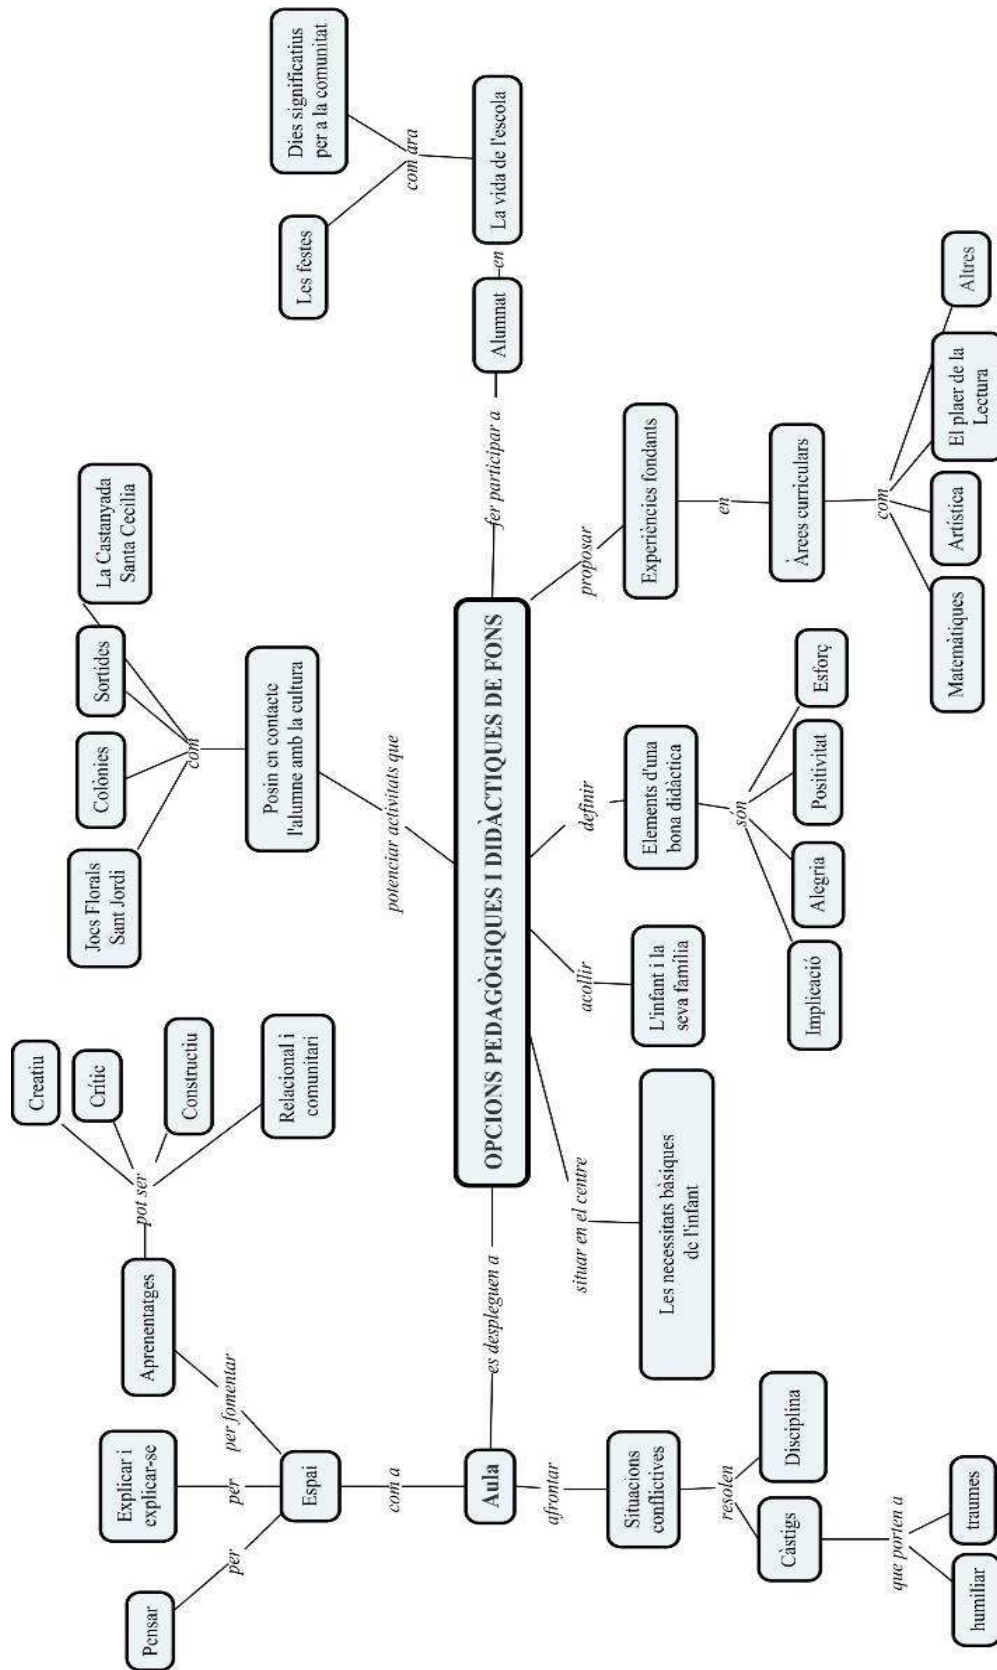 Pensar
per
Explicar i
explicar-se
per
Espai
per fomentar
Aprenentatges
pot ser
Creatiu
Crític
Constructiu
Relacional i
comunitari
com a
Aula
es despleguen a
afrontar
Situacions
conflictives
resolen
Càstigs
Disciplina
que porten a
humiliar
traumes
OPCIONS PEDAGÒGIQUES I DIDÀCTIQUES DE FONS
potenciar activitats que
Posin en contacte
l'alumne amb la cultura
com
Jocs Florals
Sant Jordi
Colònies
Sortides
La Castanyada
Santa Cecilia
situar en el centre
Les necessitats bàsiques
de l'infant
acollir
L'infant i la
seva família
definir
Elements d'una
bona didàctica
són
Implicació
Alegria
Positivitat
Esforç
proposar
Experiències fondants
en
Àrees curriculars
com
Matemàtiques
Artística
El plaer de la
Lectura
Altres
fer participar a
Alumnat
en
La vida de l'escola
com ara
Les festes
Dies significatius
per a la comunitat